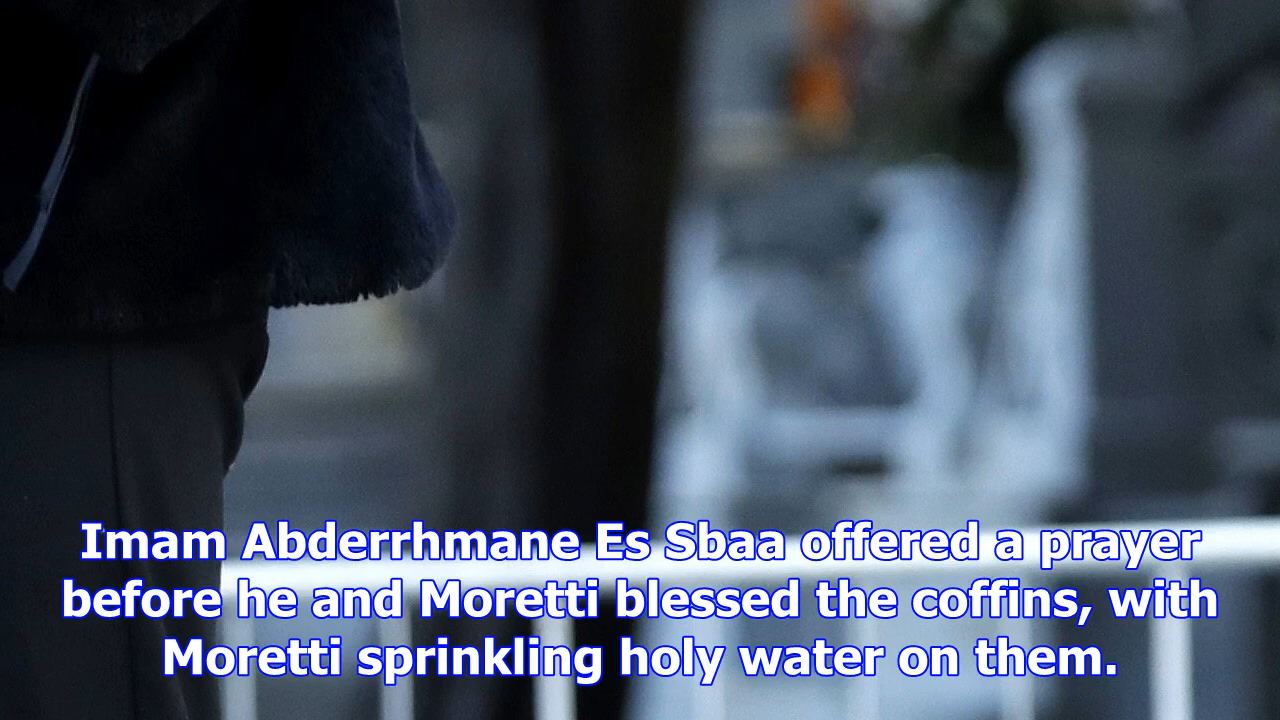 Imam Abderrhmane Es Sbaa offered a prayer
before he and Moretti blessed the coffins, with
Moretti sprinkling holy water on them.